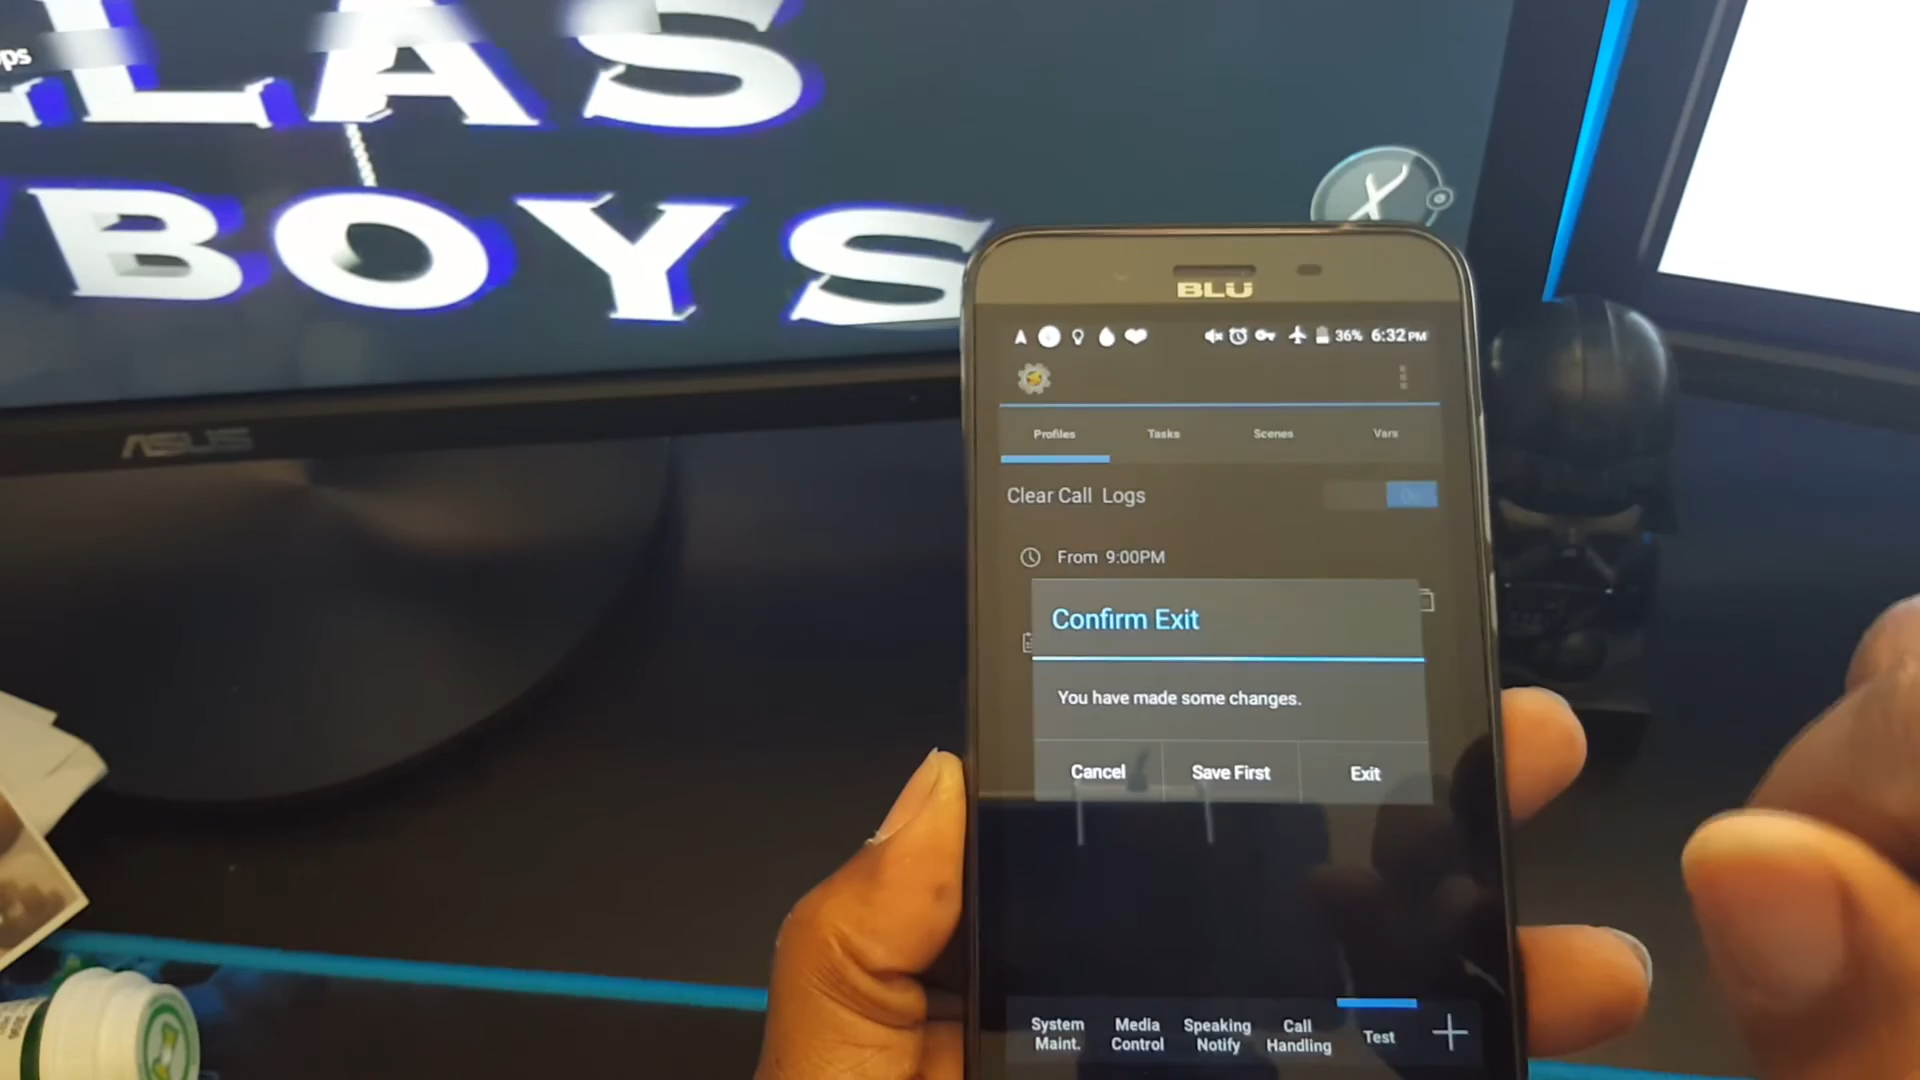 ps
LAS
BOYS
ASUS
BLU
36% 6:32 PM
Profiles Tasks Scenes Vars
Clear Call Logs
From 9:00PM
Confirm Exit
You have made some changes.
Cancel Save First Exit
System Maint.
Media Control
Speaking Notify
Call Handling
Test